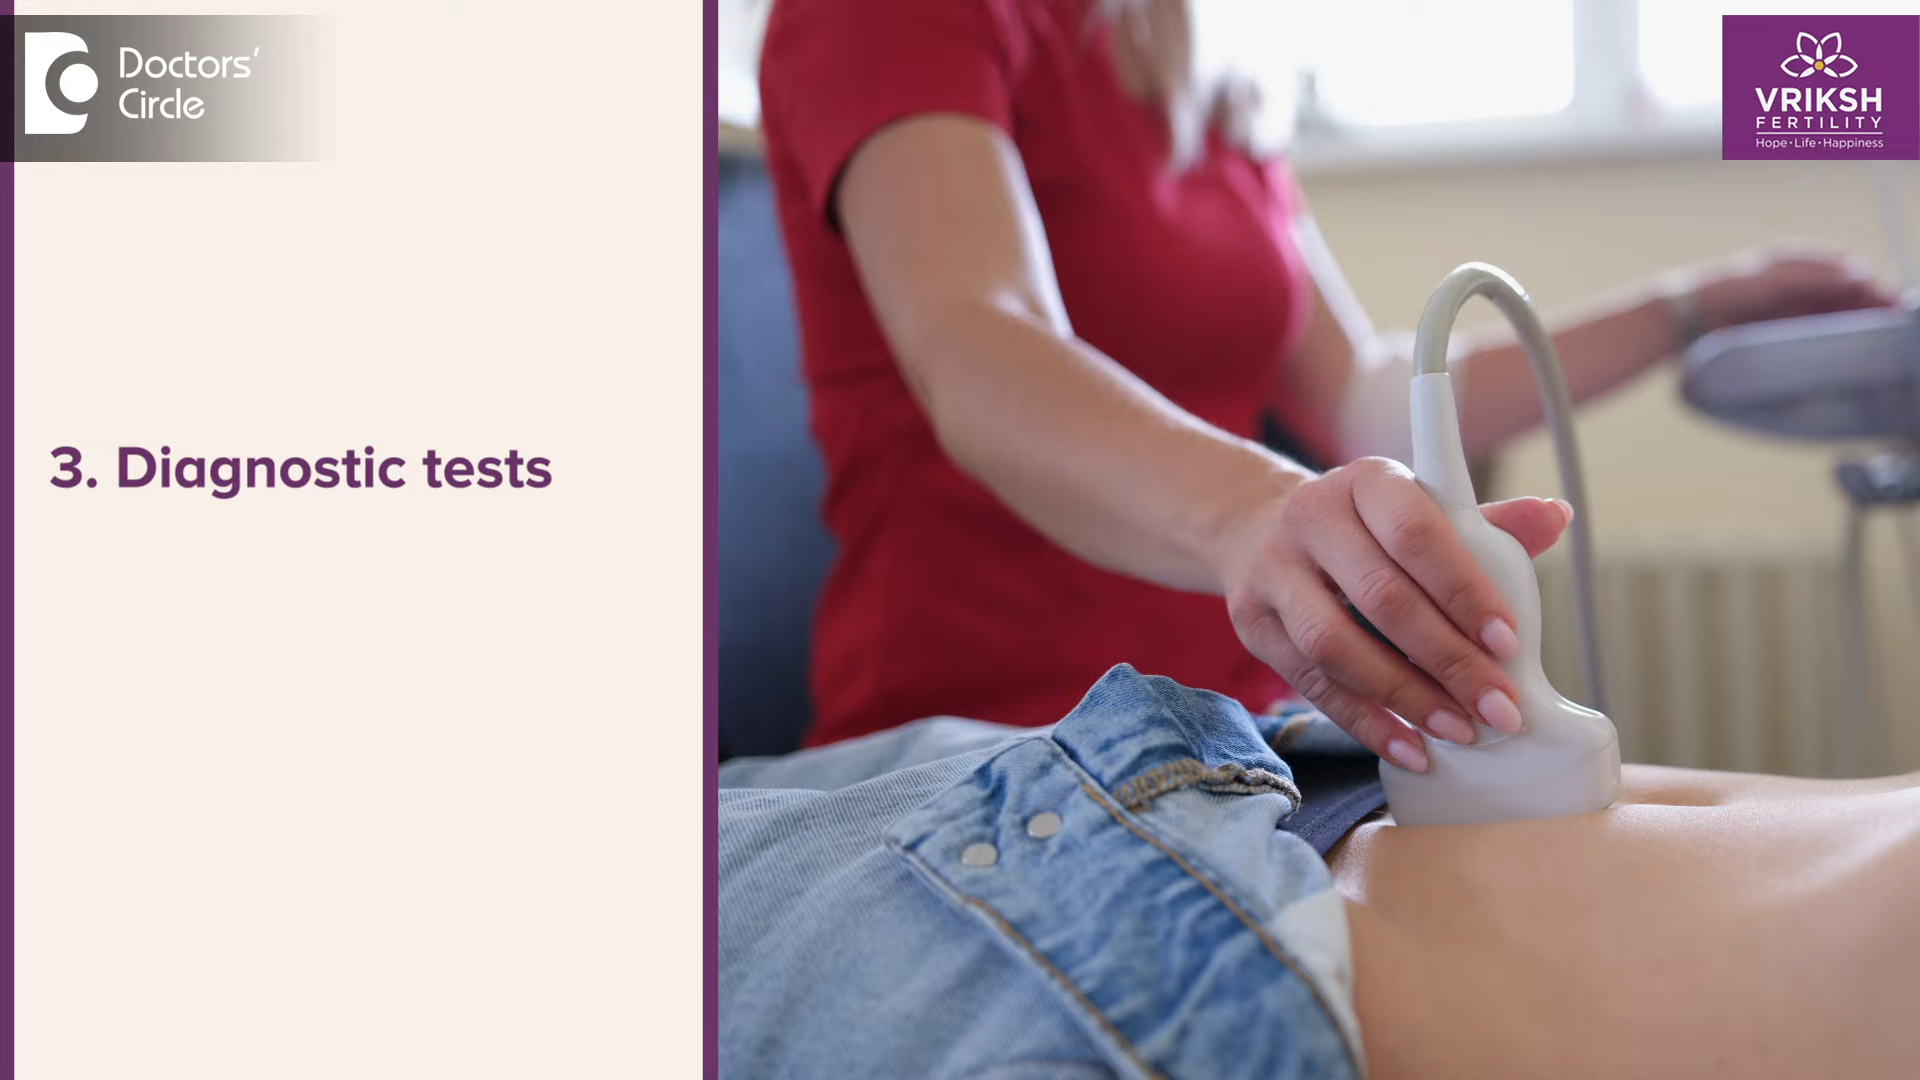 Doctors'
Circle
VRIKSH
FERTILITY
Hope•Life•Happiness
3. Diagnostic tests